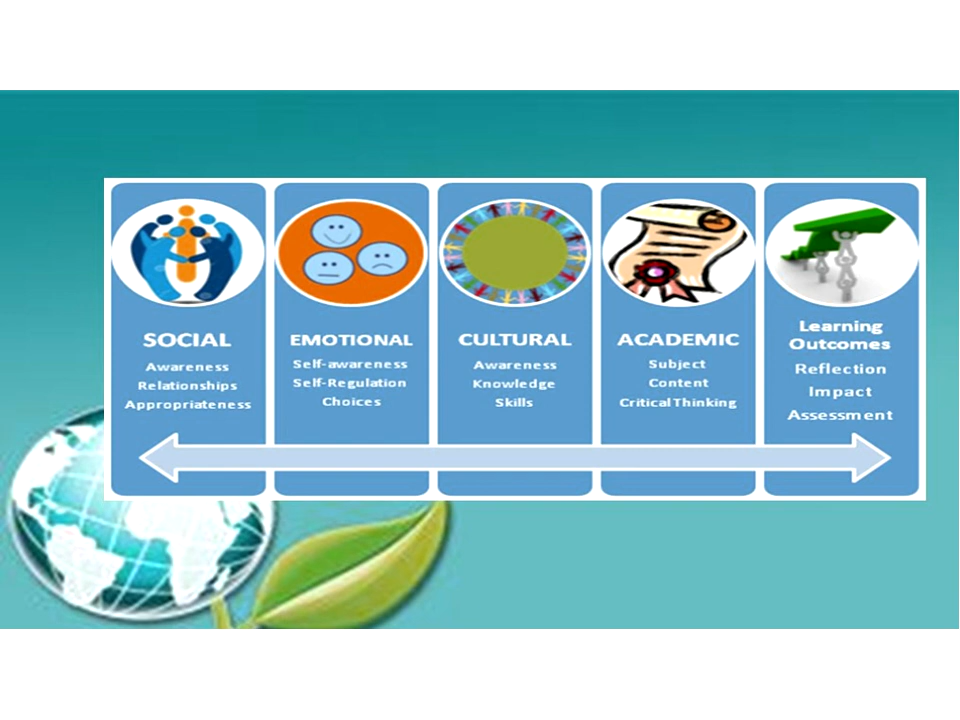 SOCIAL
Awareness
Relationships
Appropriateness
EMOTIONAL
Self-awareness
Self-Regulation
Choices
CULTURAL
Awareness
Knowledge
Skills
ACADEMIC
Subject
Content
Critical Thinking
Learning
Outcomes
Reflection
Impact
Assessment